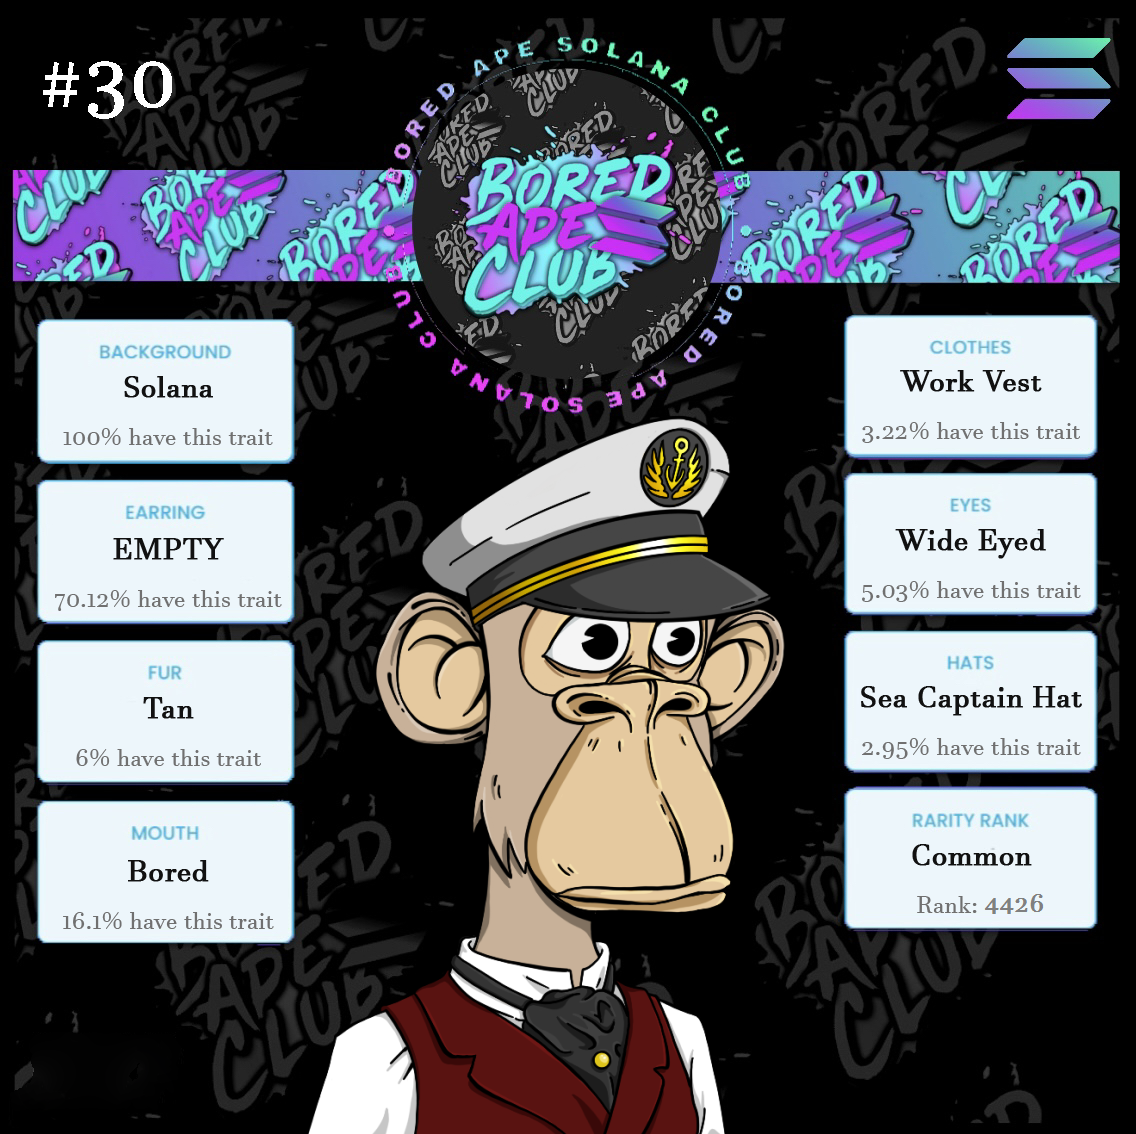 #30
BORED APE SOLANA CLUB
BORED APE SOLANA CLUB
BORED
APE
CLUB
BACKGROUND
Solana
100% have this trait
EARRING
EMPTY
70.12% have this trait
FUR
Tan
6% have this trait
MOUTH
Bored
16.1% have this trait
CLOTHES
Work Vest
3.22% have this trait
EYES
Wide Eyed
5.03% have this trait
HATS
Sea Captain Hat
2.95% have this trait
RARITY RANK
Common
Rank: 4426